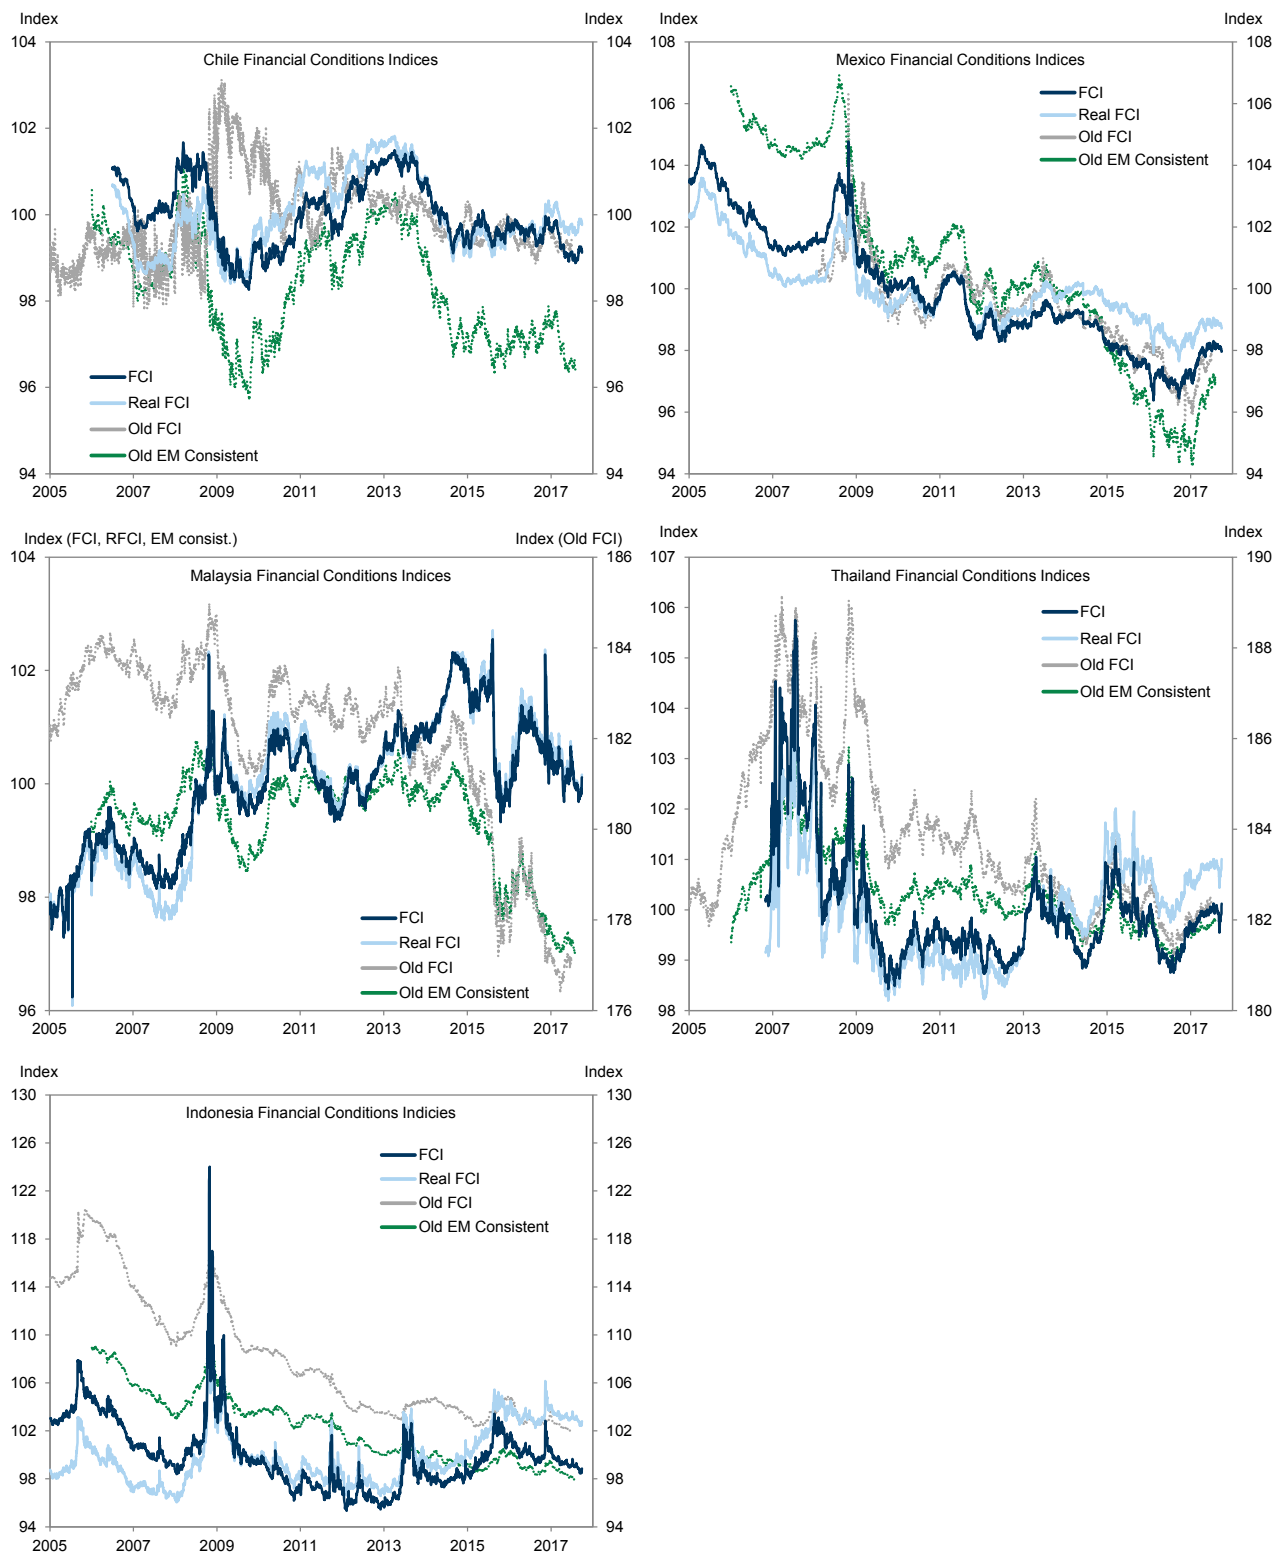 Index
Index
Chile Financial Conditions Indices
104
102
100
98
96
94
104
102
100
98
96
94
FCI
Real FCI
Old FCI
Old EM Consistent
2005 2007 2009 2011 2013 2015 2017
Index
Index
Mexico Financial Conditions Indices
108
106
104
102
100
98
96
94
108
106
104
102
100
98
96
94
FCI
Real FCI
Old FCI
Old EM Consistent
2005 2007 2009 2011 2013 2015 2017
Index (FCI, RFCI, EM consist.)
Index (Old FCI)
Malaysia Financial Conditions Indices
104
103
102
101
100
99
98
97
96
186
184
182
180
178
176
FCI
Real FCI
Old FCI
Old EM Consistent
2005 2007 2009 2011 2013 2015 2017
Index
Index
Thailand Financial Conditions Indices
107
106
105
104
103
102
101
100
99
98
190
188
186
184
182
180
FCI
Real FCI
Old FCI
Old EM Consistent
2005 2007 2009 2011 2013 2015 2017
Index
Index
Indonesia Financial Conditions Indicies
130
126
122
118
114
110
106
102
98
94
130
126
122
118
114
110
106
102
98
94
FCI
Real FCI
Old FCI
Old EM Consistent
2005 2007 2009 2011 2013 2015 2017